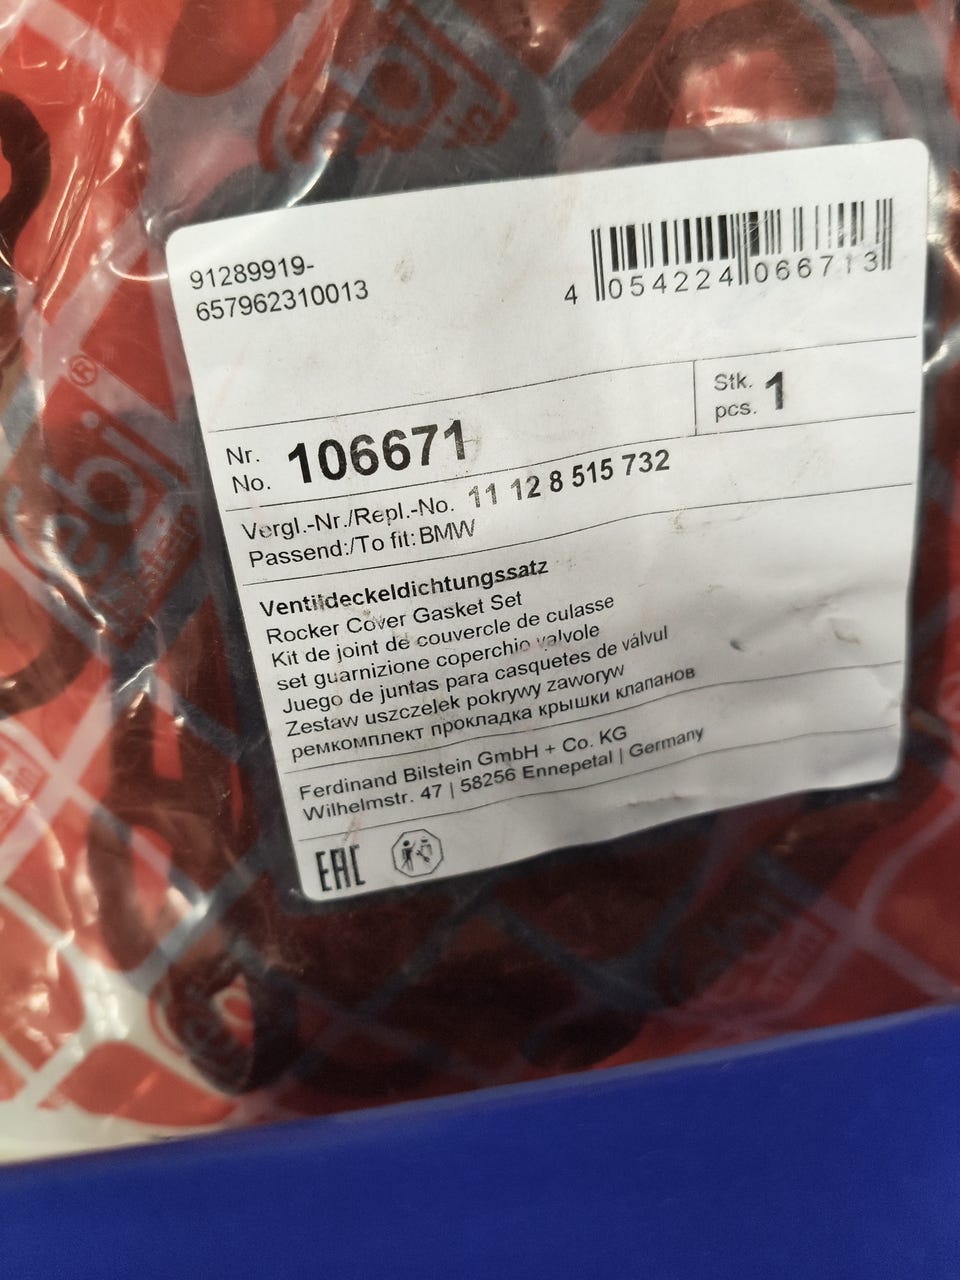 91289919-
657962310013
4 054224 066713
Stk.
pcs. 1
Nr.
No. 106671
Vergl.-Nr./Repl.-No. 11 12 8 515 732
Passend:/To fit: BMW
Ventildeckeldichtungssatz
Rocker Cover Gasket Set
Kit de joint de couvercle de culasse
set guarnizione coperchio valvole
Juego de juntas para casquetes de válvul
Zestaw uszczelek pokrywy zaworyw
ремкомплект прокладка крышки клапанов
Ferdinand Bilstein GmbH + Co. KG
Wilhelmstr. 47 | 58256 Ennepetal | Germany
EAC
febi®
bilstein